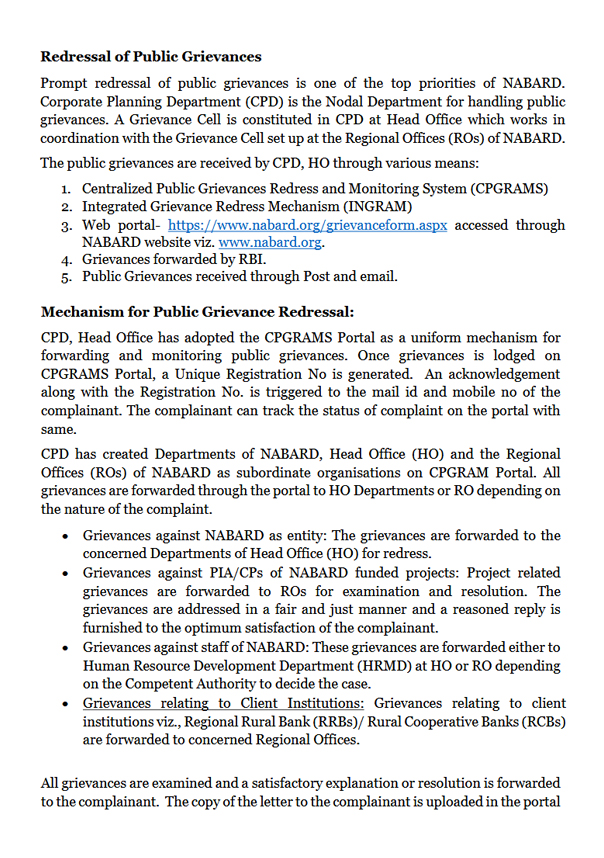 Redressal of Public Grievances
Prompt redressal of public grievances is one of the top priorities of NABARD.
Corporate Planning Department (CPD) is the Nodal Department for handling public
grievances. A Grievance Cell is constituted in CPD at Head Office which works in
coordination with the Grievance Cell set up at the Regional Offices (ROs) of NABARD.
The public grievances are received by CPD, HO through various means:
1. Centralized Public Grievances Redress and Monitoring System (CPGRAMS)
2. Integrated Grievance Redress Mechanism (INGRAM)
3. Web portal- https://www.nabard.org/grievanceform.aspx accessed through
NABARD website viz. www.nabard.org.
4. Grievances forwarded by RBI.
5. Public Grievances received through Post and email.
Mechanism for Public Grievance Redressal:
CPD, Head Office has adopted the CPGRAMS Portal as a uniform mechanism for
forwarding and monitoring public grievances. Once grievances is lodged on
CPGRAMS Portal, a Unique Registration No is generated. An acknowledgement
along with the Registration No. is triggered to the mail id and mobile no of the
complainant. The complainant can track the status of complaint on the portal with
same.
CPD has created Departments of NABARD, Head Office (HO) and the Regional
Offices (ROs) of NABARD as subordinate organisations on CPGRAM Portal. All
grievances are forwarded through the portal to HO Departments or RO depending on
the nature of the complaint.
• Grievances against NABARD as entity: The grievances are forwarded to the
concerned Departments of Head Office (HO) for redress.
• Grievances against PIA/CPs of NABARD funded projects: Project related
grievances are forwarded to ROs for examination and resolution. The
grievances are addressed in a fair and just manner and a reasoned reply is
furnished to the optimum satisfaction of the complainant.
• Grievances against staff of NABARD: These grievances are forwarded either to
Human Resource Development Department (HRMD) at HO or RO depending
on the Competent Authority to decide the case.
• Grievances relating to Client Institutions: Grievances relating to client
institutions viz., Regional Rural Bank (RRBs)/ Rural Cooperative Banks (RCBs)
are forwarded to concerned Regional Offices.
All grievances are examined and a satisfactory explanation or resolution is forwarded
to the complainant. The copy of the letter to the complainant is uploaded in the portal